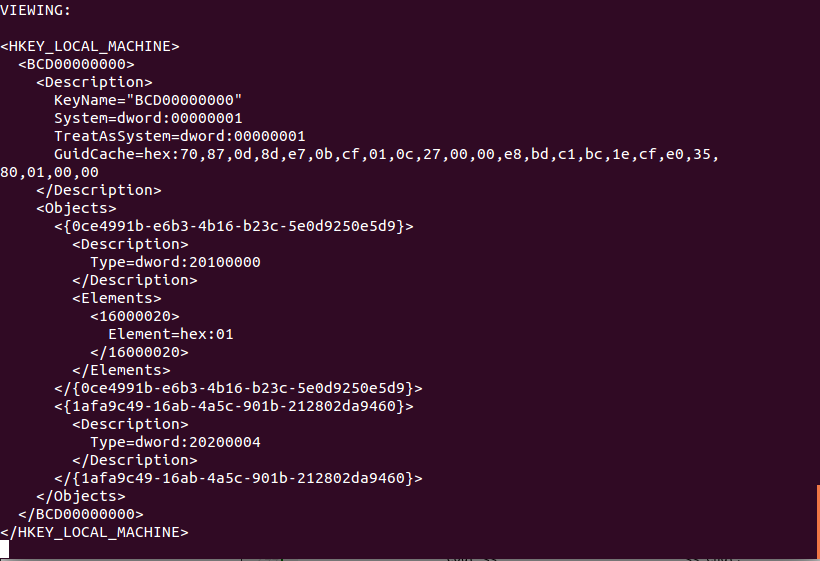 VIEWING:
<HKEY_LOCAL_MACHINE>
<BCD00000000>
<Description>
KeyName="BCD00000000"
System=dword:00000001
TreatAsSystem=dword:00000001
GuidCache=hex:70,87,0d,8d,e7,0b,cf,01,0c,27,00,00,e8,bd,c1,bc,1e,cf,e0,35,
80,01,00,00
</Description>
<Objects>
<{0ce4991b-e6b3-4b16-b23c-5e0d9250e5d9}>
<Description>
Type=dword:20100000
</Description>
<Elements>
<16000020>
Element=hex:01
</16000020>
</Elements>
</{0ce4991b-e6b3-4b16-b23c-5e0d9250e5d9}>
<{1afa9c49-16ab-4a5c-901b-212802da9460}>
<Description>
Type=dword:20200004
</Description>
</{1afa9c49-16ab-4a5c-901b-212802da9460}>
</Objects>
</BCD00000000>
</HKEY_LOCAL_MACHINE>